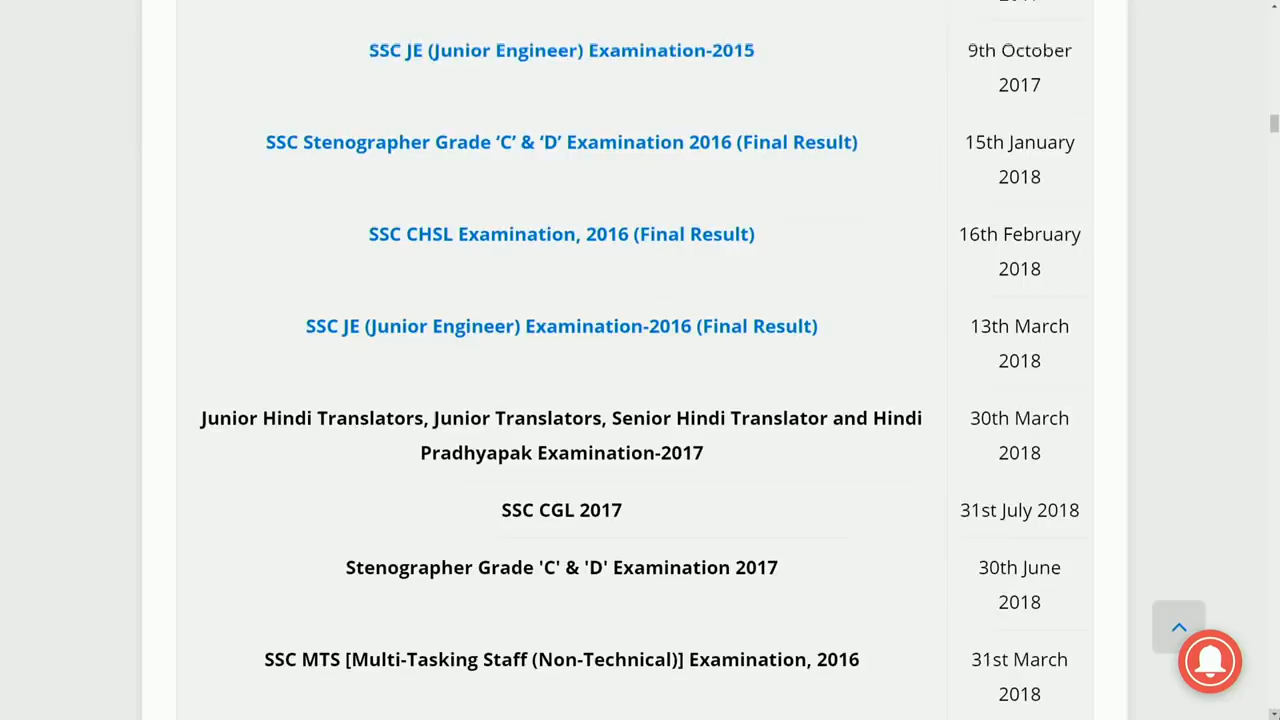 SSC JE (Junior Engineer) Examination-2015
9th October
2017
SSC Stenographer Grade ‘C’ & ‘D’ Examination 2016 (Final Result)
15th January
2018
SSC CHSL Examination, 2016 (Final Result)
16th February
2018
SSC JE (Junior Engineer) Examination-2016 (Final Result)
13th March
2018
Junior Hindi Translators, Junior Translators, Senior Hindi Translator and Hindi
Pradhyapak Examination-2017
30th March
2018
SSC CGL 2017
31st July 2018
Stenographer Grade 'C' & 'D' Examination 2017
30th June
2018
SSC MTS [Multi-Tasking Staff (Non-Technical)] Examination, 2016
31st March
2018